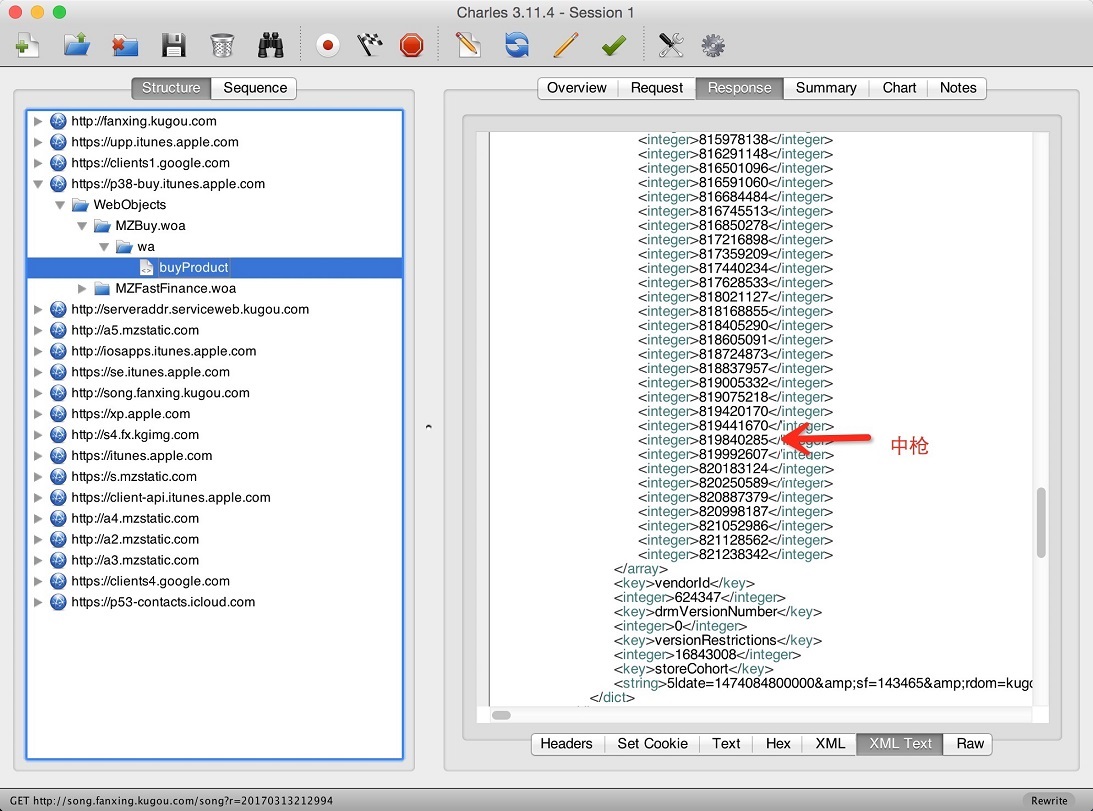 Charles 3.11.4 - Session 1
Structure
Sequence
Overview
Request
Response
Summary
Chart
Notes
http://fanxing.kugou.com
https://upp.itunes.apple.com
https://clients1.google.com
https://p38-buy.itunes.apple.com
WebObjects
MZBuy.woa
wa
buyProduct
MZFastFinance.woa
http://serveraddr.serviceweb.kugou.com
http://a5.mzstatic.com
http://iosapps.itunes.apple.com
https://se.itunes.apple.com
http://song.fanxing.kugou.com
https://xp.apple.com
http://s4.fx.kgimg.com
https://itunes.apple.com
https://s.mzstatic.com
https://client-api.itunes.apple.com
http://a4.mzstatic.com
http://a2.mzstatic.com
http://a3.mzstatic.com
https://clients4.google.com
https://p53-contacts.icloud.com
<integer>815978138</integer>
<integer>816291148</integer>
<integer>816501096</integer>
<integer>816591060</integer>
<integer>816684484</integer>
<integer>816745513</integer>
<integer>816850278</integer>
<integer>817216898</integer>
<integer>817359209</integer>
<integer>817440234</integer>
<integer>817628533</integer>
<integer>818021127</integer>
<integer>818168855</integer>
<integer>818405290</integer>
<integer>818605091</integer>
<integer>818724873</integer>
<integer>818837957</integer>
<integer>819005332</integer>
<integer>819075218</integer>
<integer>819420170</integer>
<integer>819441670</integer>
<integer>819840285</integer> 中枪
<integer>819992607</integer>
<integer>820183124</integer>
<integer>820250589</integer>
<integer>820887379</integer>
<integer>820998187</integer>
<integer>821052986</integer>
<integer>821128562</integer>
<integer>821238342</integer>
</array>
<key>vendorId</key>
<integer>624347</integer>
<key>drmVersionNumber</key>
<integer>0</integer>
<key>versionRestrictions</key>
<integer>16843008</integer>
<key>storeCohort</key>
<string>5|date=1474084800000&amp;sf=143465&amp;rdom=kugo
</dict>
Headers
Set Cookie
Text
Hex
XML
XML Text
Raw
GET http://song.fanxing.kugou.com/song?r=20170313212994
Rewrite